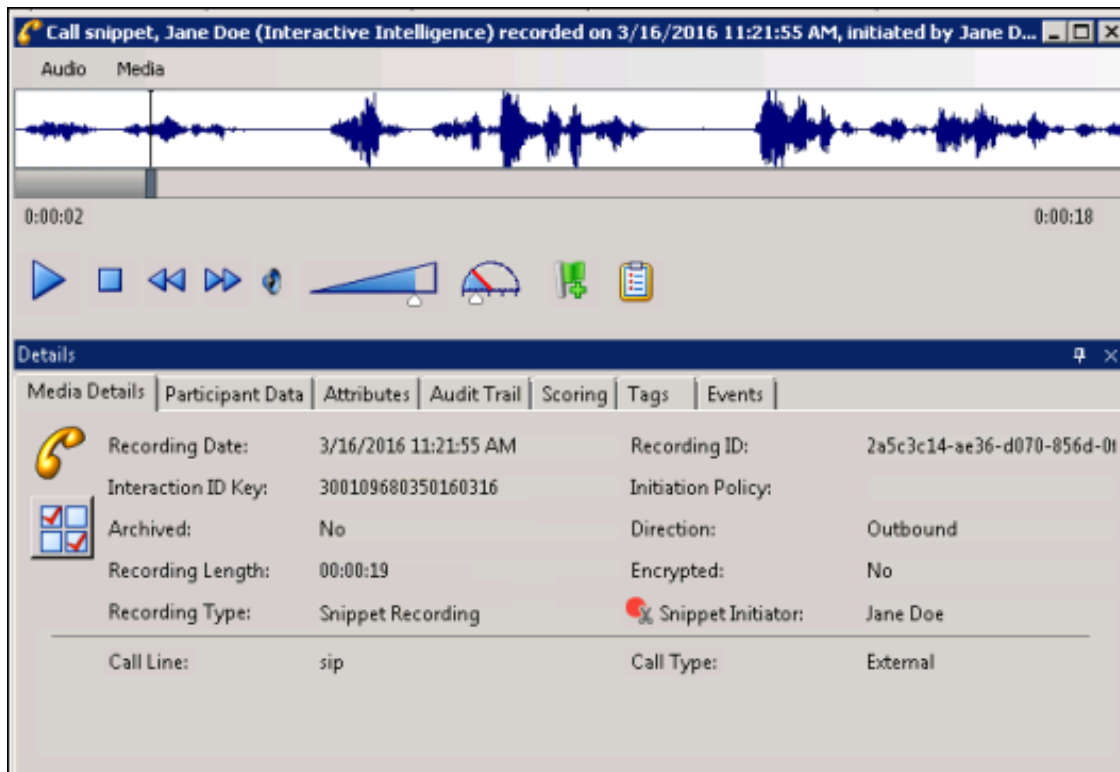 Call snippet, Jane Doe (Interactive Intelligence) recorded on 3/16/2016 11:21:55 AM, initiated by Jane D...
Audio Media
0:00:02 0:00:18
Details
Media Details Participant Data Attributes Audit Trail Scoring Tags Events
Recording Date: 3/16/2016 11:21:55 AM Recording ID: 2a5c3c14-ae36-d070-856d-0
Interaction ID Key: 300109680350160316 Initiation Policy:
Archived: No Direction: Outbound
Recording Length: 00:00:19 Encrypted: No
Recording Type: Snippet Recording Snippet Initiator: Jane Doe
Call Line: sip Call Type: External